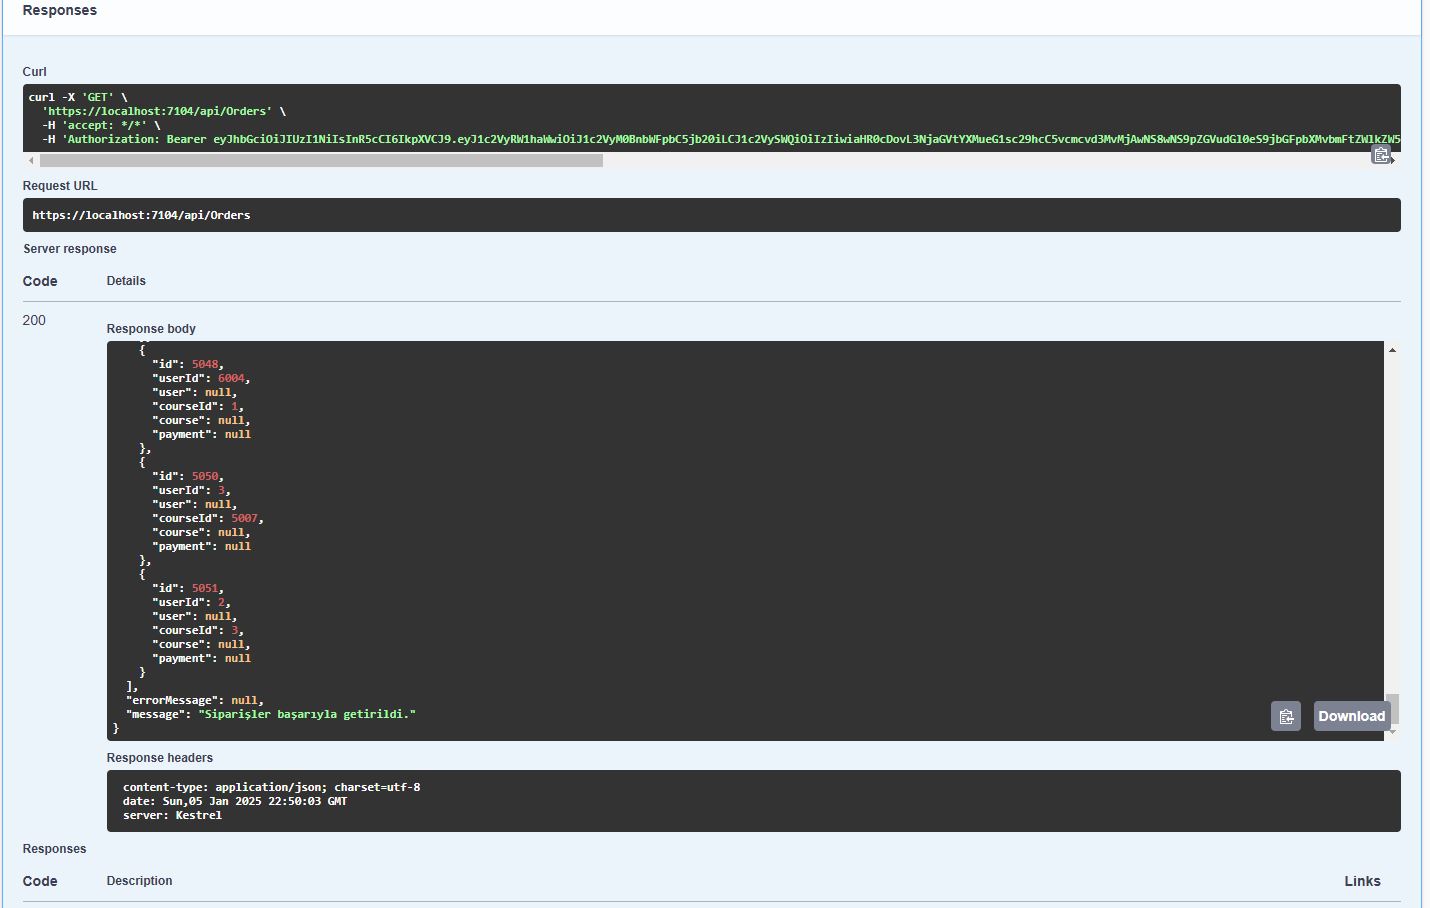 Responses
Curl
curl -X 'GET' \
'https://localhost:7104/api/Orders' \
-H 'accept: */*' \
-H 'Authorization: Bearer eyJhbGciOiJIUzI1NiIsInR5cCI6IkpXVCJ9.eyJ1c2VyRW1haWwiOiJ1c2VyM0BnbWFpbC5jb20iLCJ1c2VySWQiOiIzIiwiaHR0cDovL3NjaGVtYXMueG1sc29hcC5vcmcvd3MvMjAwNS8wNS9pZGVudGl0eS9jbGFpbXMvbmFtZWlkZW5
Request URL
https://localhost:7104/api/Orders
Server response
Code Details
200
Response body
{
"id": 5048,
"userId": 6004,
"user": null,
"courseId": 1,
"course": null,
"payment": null
},
{
"id": 5050,
"userId": 3,
"user": null,
"courseId": 5007,
"course": null,
"payment": null
},
{
"id": 5051,
"userId": 2,
"user": null,
"courseId": 3,
"course": null,
"payment": null
}
],
"errorMessage": null,
"message": "Siparişler başarıyla getirildi."
}
Download
Response headers
content-type: application/json; charset=utf-8
date: Sun,05 Jan 2025 22:50:03 GMT
server: Kestrel
Responses
Code Description Links